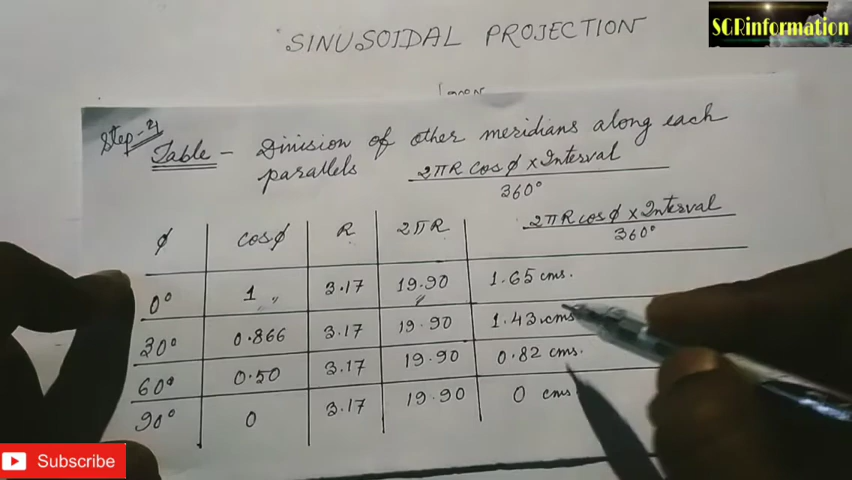 SGRinformation
SINUSOIDAL PROJECTION
Step-4
Table - Division of other meridians along each
parallels 2πR cosϕ x Interval
360°
ϕ cosϕ R 2πR 2πR cosϕ x Interval
360°
0° 1 3.17 19.90 1.65 cms.
30° 0.866 3.17 19.90 1.43 cms
60° 0.50 3.17 19.90 0.82 cms.
90° 0 3.17 19.90 0 cms
Subscribe